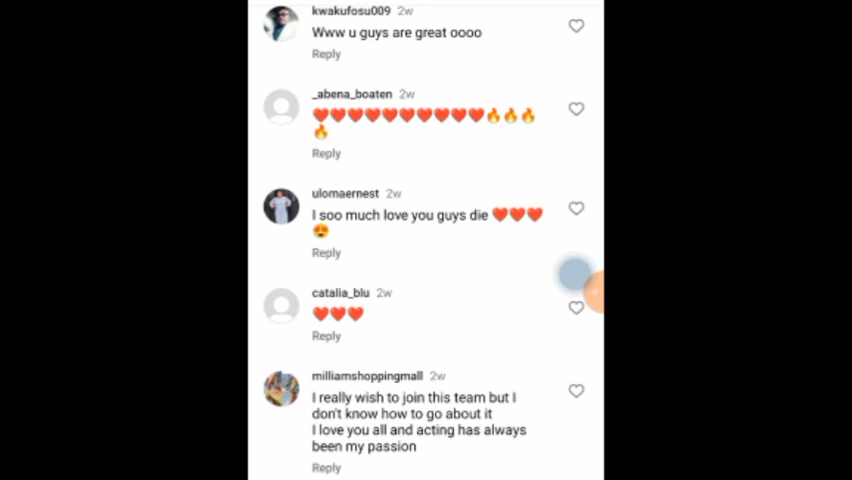 kwakufosu009 2w
Www u guys are great oooo
Reply
_abena_boaten 2w
❤️❤️❤️❤️❤️❤️❤️❤️❤️❤️🔥🔥🔥
🔥
Reply
ulomaernest 2w
I soo much love you guys die ❤️❤️❤️
😍
Reply
catalia_blu 2w
❤️❤️❤️
Reply
milliamshoppingmall 2w
I really wish to join this team but I
don't know how to go about it
I love you all and acting has always
been my passion
Reply